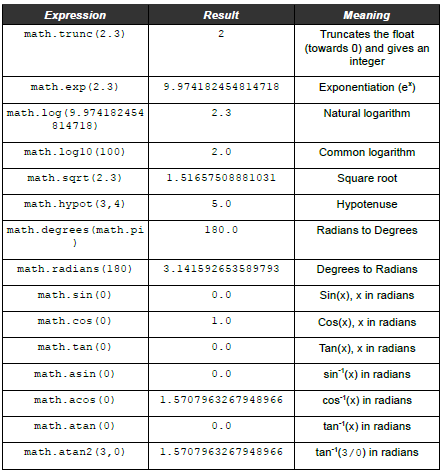 Expression Result Meaning
math.trunc(2.3) 2 Truncates the float
(towards 0) and gives an
integer
math.exp(2.3) 9.974182454814718 Exponentiation (eˣ)
math.log(9.974182454 2.3 Natural logarithm
814718)
math.log10(100) 2.0 Common logarithm
math.sqrt(2.3) 1.51657508881031 Square root
math.hypot(3,4) 5.0 Hypotenuse
math.degrees(math.pi 180.0 Radians to Degrees
)
math.radians(180) 3.141592653589793 Degrees to Radians
math.sin(0) 0.0 Sin(x), x in radians
math.cos(0) 1.0 Cos(x), x in radians
math.tan(0) 0.0 Tan(x), x in radians
math.asin(0) 0.0 sin⁻¹(x) in radians
math.acos(0) 1.5707963267948966 cos⁻¹(x) in radians
math.atan(0) 0.0 tan⁻¹(x) in radians
math.atan2(3,0) 1.5707963267948966 tan⁻¹(3/0) in radians